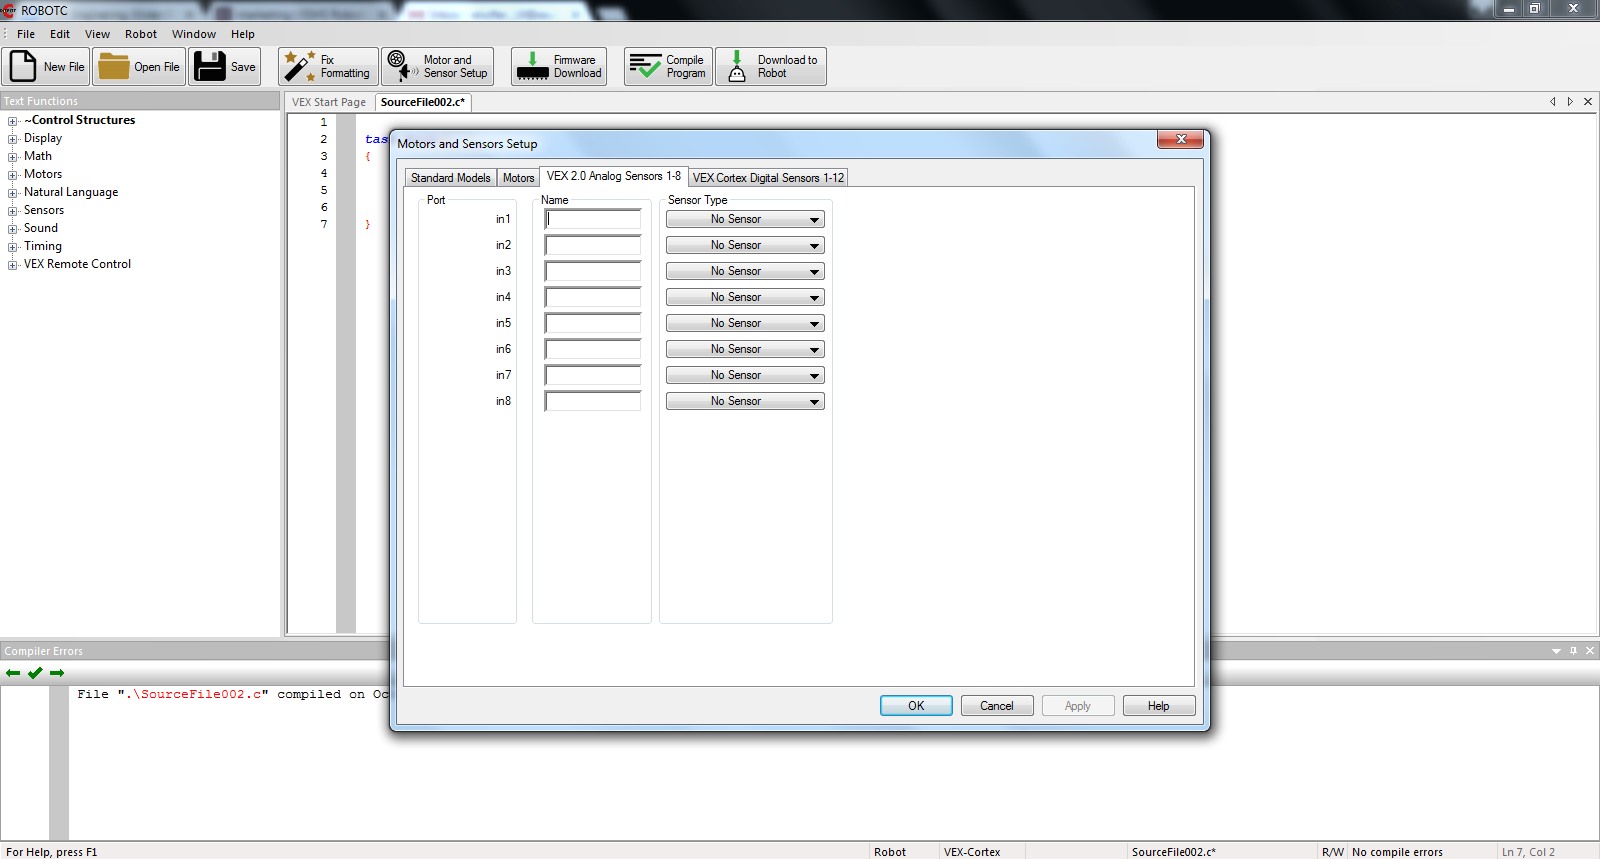 ROBOTC
File Edit View Robot Window Help
New File Open File Save Fix Formatting Motor and Sensor Setup Firmware Download Compile Program Download to Robot
Text Functions
~Control Structures
Display
Math
Motors
Natural Language
Sensors
Sound
Timing
VEX Remote Control
VEX Start Page SourceFile002.c*
1
2 tas
3 {
4
5
6
7 }
Motors and Sensors Setup
Standard Models Motors VEX 2.0 Analog Sensors 1-8 VEX Cortex Digital Sensors 1-12
Port Name Sensor Type
in1 No Sensor
in2 No Sensor
in3 No Sensor
in4 No Sensor
in5 No Sensor
in6 No Sensor
in7 No Sensor
in8 No Sensor
OK Cancel Apply Help
Compiler Errors
File ".\SourceFile002.c" compiled on Oc
For Help, press F1 Robot VEX-Cortex SourceFile002.c* R/W No compile errors Ln 7, Col 2